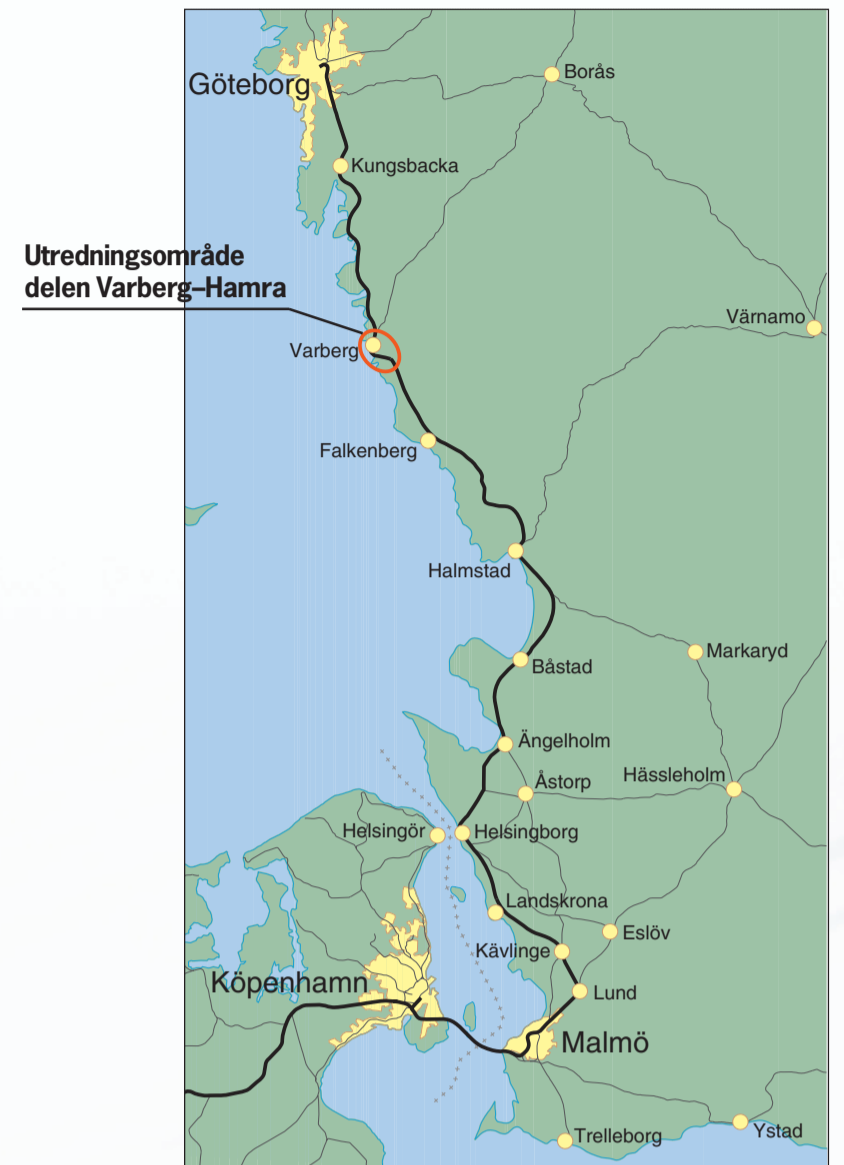 Borås
Göteborg
Kungsbacka
Utredningsområde
delen Varberg–Hamra
Värnamo
Varberg
Falkenberg
Halmstad
Markaryd
Båstad
Ängelholm
Hässleholm
Åstorp
Helsingör
Helsingborg
Landskrona
Eslöv
Kävlinge
Köpenhamn
Lund
Malmö
Ystad
Trelleborg